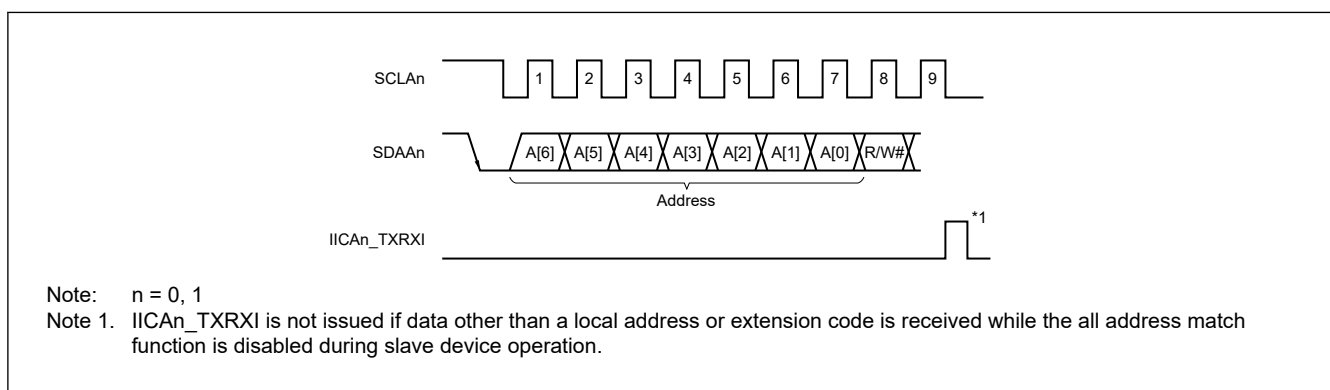 SCLAn 1 2 3 4 5 6 7 8 9
SDAAn A[6] A[5] A[4] A[3] A[2] A[1] A[0] R/W#
Address
IICAn_TXRXI *1
Note: n = 0, 1
Note 1. IICAn_TXRXI is not issued if data other than a local address or extension code is received while the all address match
function is disabled during slave device operation.